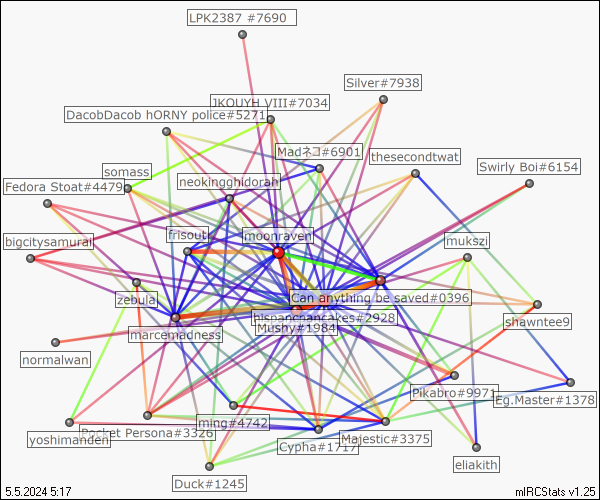 LPK2387 #7690
Silver#7938
JKOUYH VIII#7034
DacobDacob hORNY police#5271
Madネコ#6901
thesecondtwat
Swirly Boi#6154
somass
neokingghidorah
Fedora Stoat#4479
frisout
moonraven
bigcitysamurai
mukszi
zebula
Can anything be saved#0396
hispanchancakes#2928
shawntee9
Mushy#1984
marcemadness
normalwan
Pikabro#9971
Eg.Master#1378
ming#4742
Pocket Persona#3326
yoshimanden
Majestic#3375
Cypha#1717
eliakith
Duck#1245
5.5.2024 5:17
mIRCStats v1.25